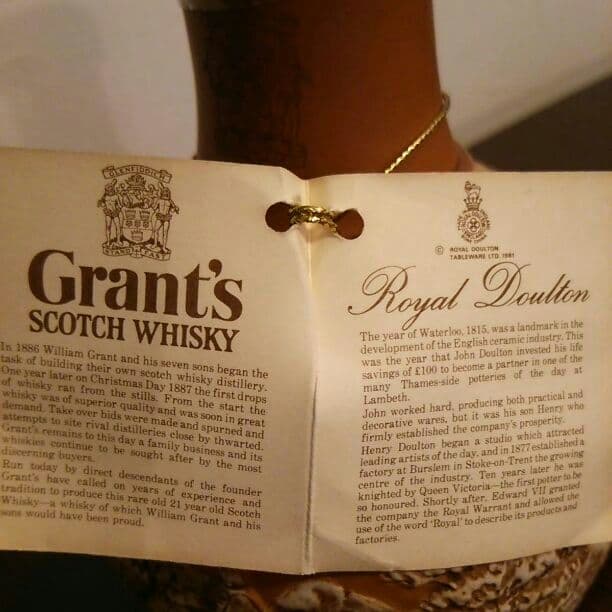 GLENFIDDICH
STAND FAST
Grant's
SCOTCH WHISKY
In 1886 William Grant and his seven sons began the
task of building their own scotch whisky distillery.
One year later on Christmas Day 1887 the first drops
of whisky ran from the stills. From the start the
whisky was of superior quality and was soon in great
demand. Take over bids were made and spurned and
attempts to site rival distilleries close by thwarted.
Grant's remains to this day a family business and its
whiskies continue to be sought after by the most
discerning buyers.
Run today by direct descendants of the founder
Grant's have called on years of experience and
tradition to produce this rare old 21 year old Scotch
Whisky—a whisky of which William Grant and his
sons would have been proud.
© ROYAL DOULTON
TABLEWARE LTD. 1981
Royal Doulton
The year of Waterloo, 1815, was a landmark in the
development of the English ceramic industry. This
was the year that John Doulton invested his life
savings of £100 to become a partner in one of the
many Thames-side potteries of the day at
Lambeth.
John worked hard, producing both practical and
decorative wares, but it was his son Henry who
firmly established the company's prosperity.
Henry Doulton began a studio which attracted
leading artists of the day, and in 1877 established a
factory at Burslem in Stoke-on-Trent the growing
centre of the industry. Ten years later he was
knighted by Queen Victoria—the first potter to be
so honoured. Shortly after, Edward VII granted
the company the Royal Warrant and allowed the
use of the word 'Royal' to describe its products and
factories.